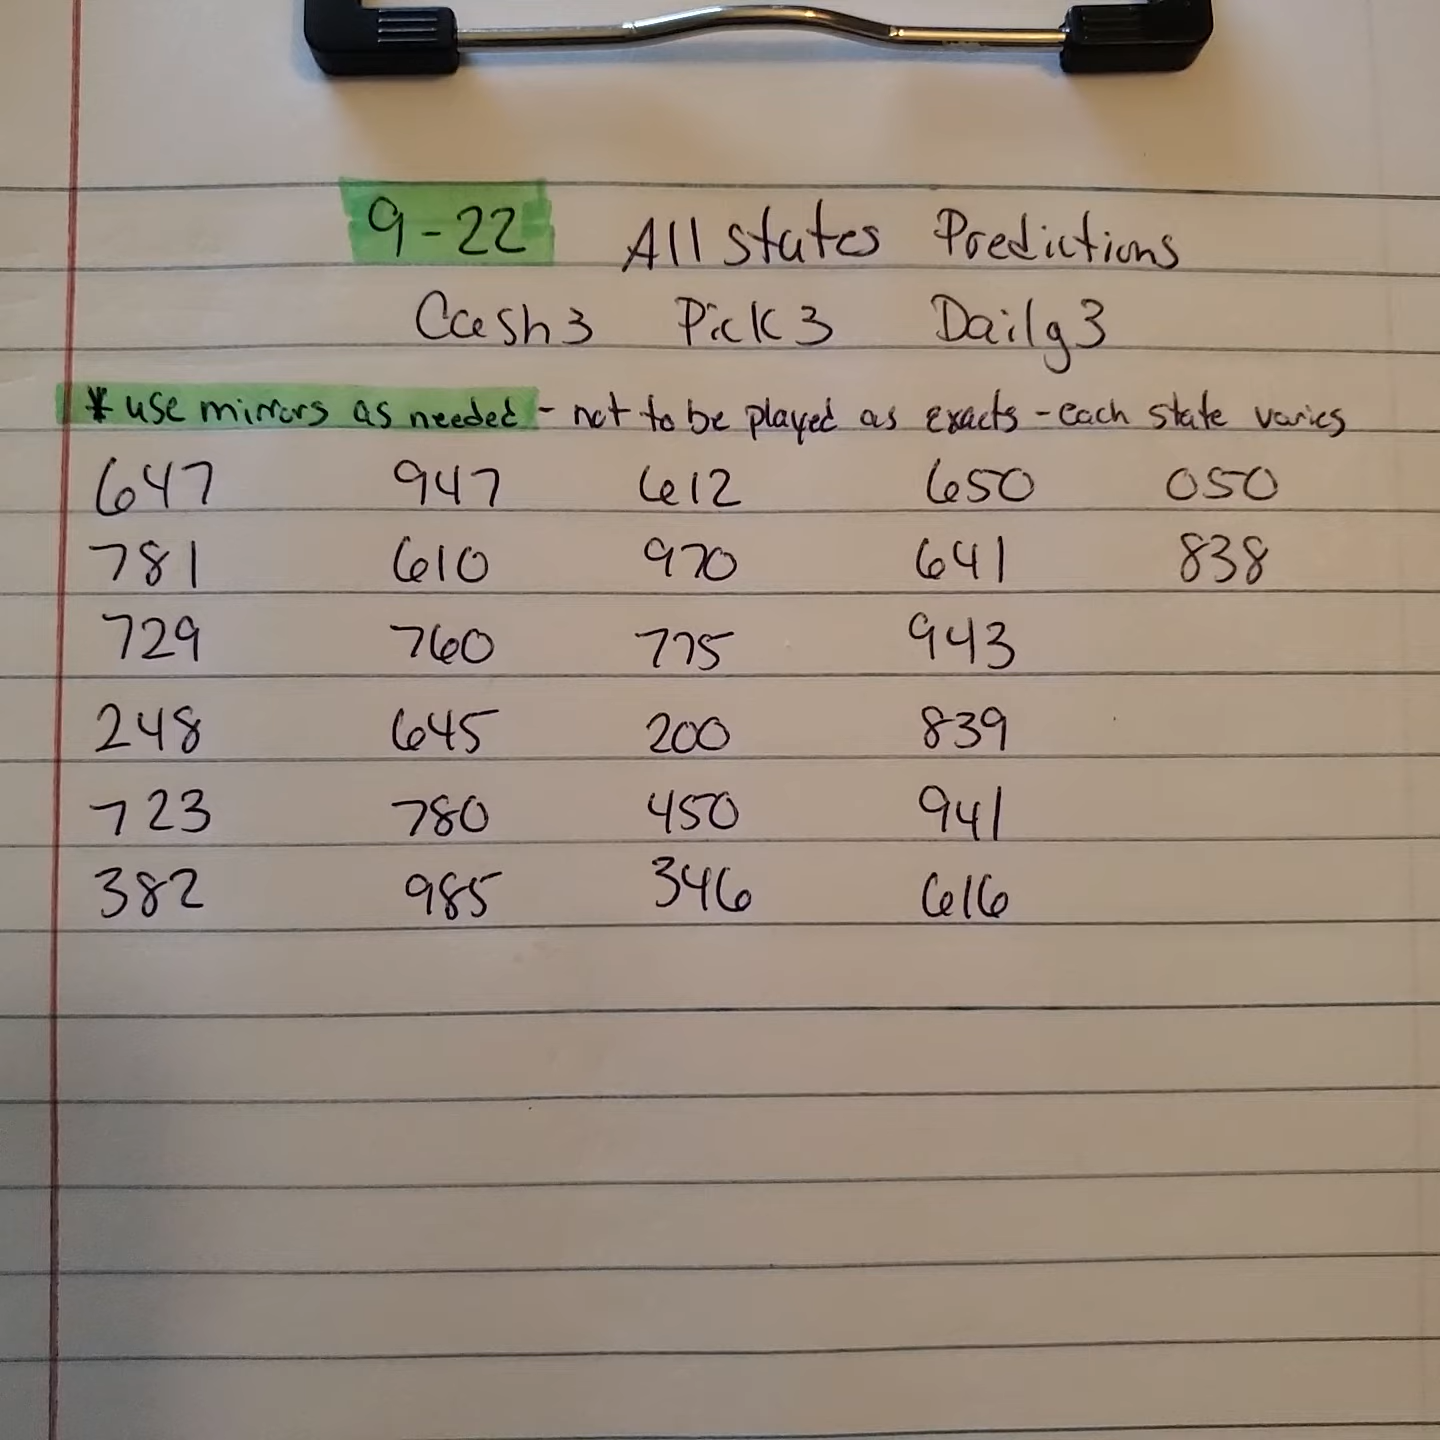 9-22 All states Predictions
Cash3 Pick3 Daily3
* use mirrors as needed - not to be played as exacts - each state varies
647 947 612 650 050
781 610 970 641 838
729 760 775 943
248 645 200 839
723 780 450 941
382 985 346 616